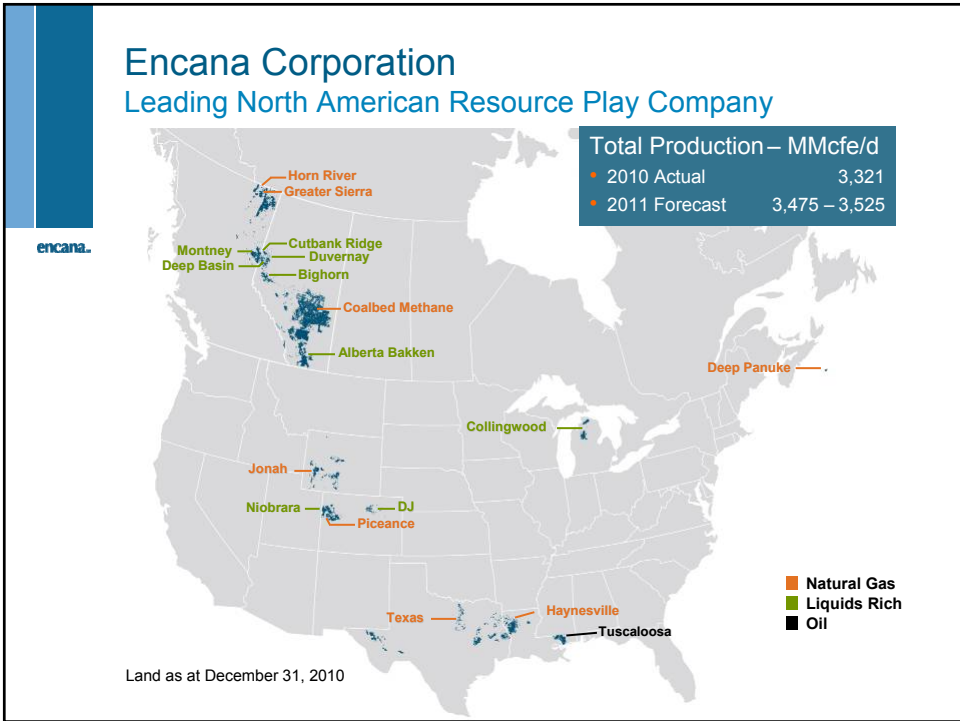 Encana Corporation
Leading North American Resource Play Company
Total Production – MMcfe/d
• 2010 Actual 3,321
• 2011 Forecast 3,475 – 3,525
encana.
Horn River
Greater Sierra
Montney
Cutbank Ridge
Duvernay
Deep Basin
Bighorn
Coalbed Methane
Alberta Bakken
Deep Panuke
Collingwood
Jonah
Niobrara
DJ
Piceance
Texas
Haynesville
Tuscaloosa
Natural Gas
Liquids Rich
Oil
Land as at December 31, 2010